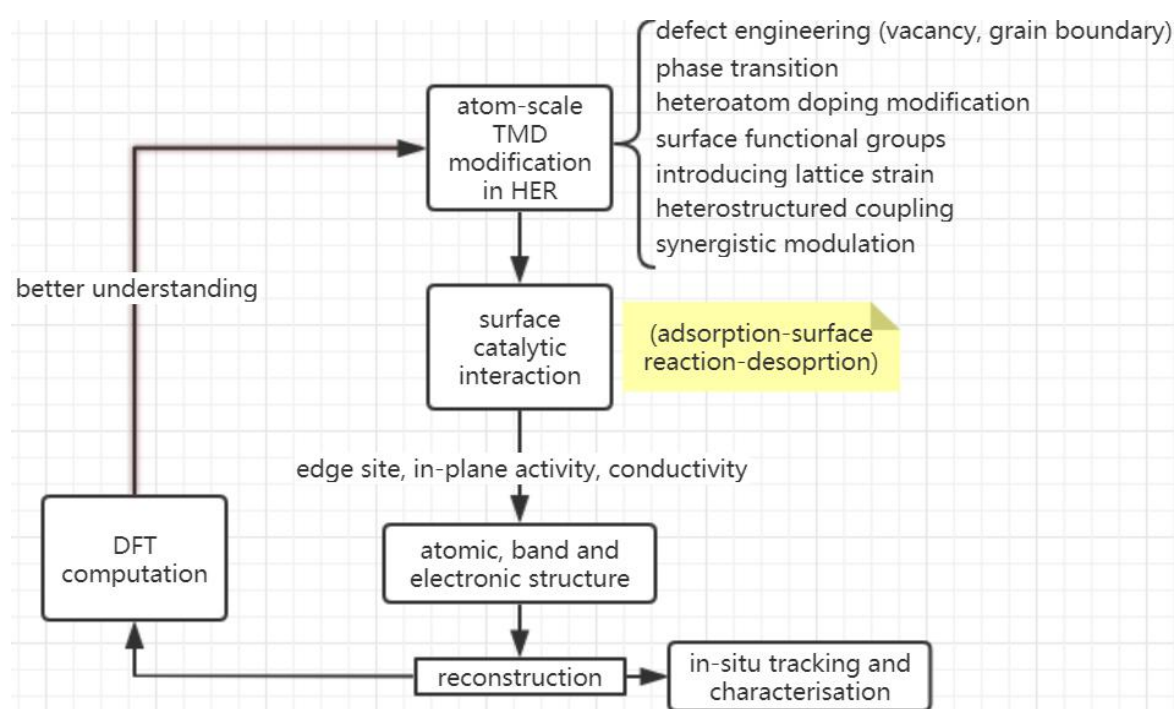 defect engineering (vacancy, grain boundary)
phase transition
heteroatom doping modification
surface functional groups
introducing lattice strain
heterostructured coupling
synergistic modulation
atom-scale
TMD
modification
in HER
better understanding
surface
catalytic
interaction
(adsorption-surface
reaction-desoprtion)
edge site, in-plane activity, conductivity
atomic, band and
electronic structure
DFT
computation
reconstruction
in-situ tracking and
characterisation